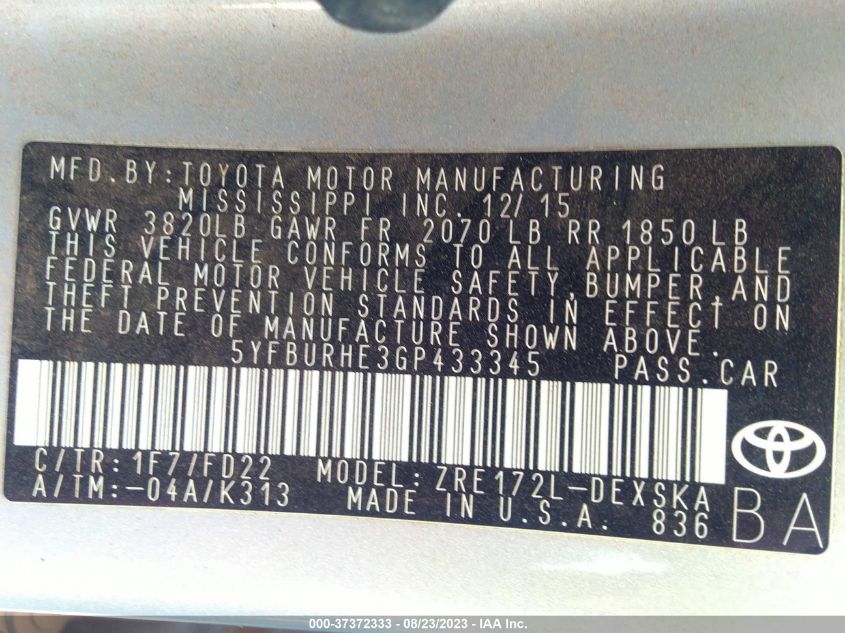 MFD.BY:TOYOTA MOTOR MANUFACTURING
MISSISSIPPI INC. 12/15
GVWR 3820LB GAWR FR 2070 LB RR 1850 LB
THIS VEHICLE CONFORMS TO ALL APPLICABLE
FEDERAL MOTOR VEHICLE SAFETY,BUMPER,AND
THEFT PREVENTION STANDARDS IN EFFECT ON
THE DATE OF MANUFACTURE SHOWN ABOVE.
5YFBURHE3GP433345 PASS.CAR
C/TR:1F7/FD22 MODEL:ZRE172L-DEXSKA
A/TM:-04A/K313 MADE IN U.S.A. 836 BA
000-37372333 - 08/23/2023 - IAA Inc.